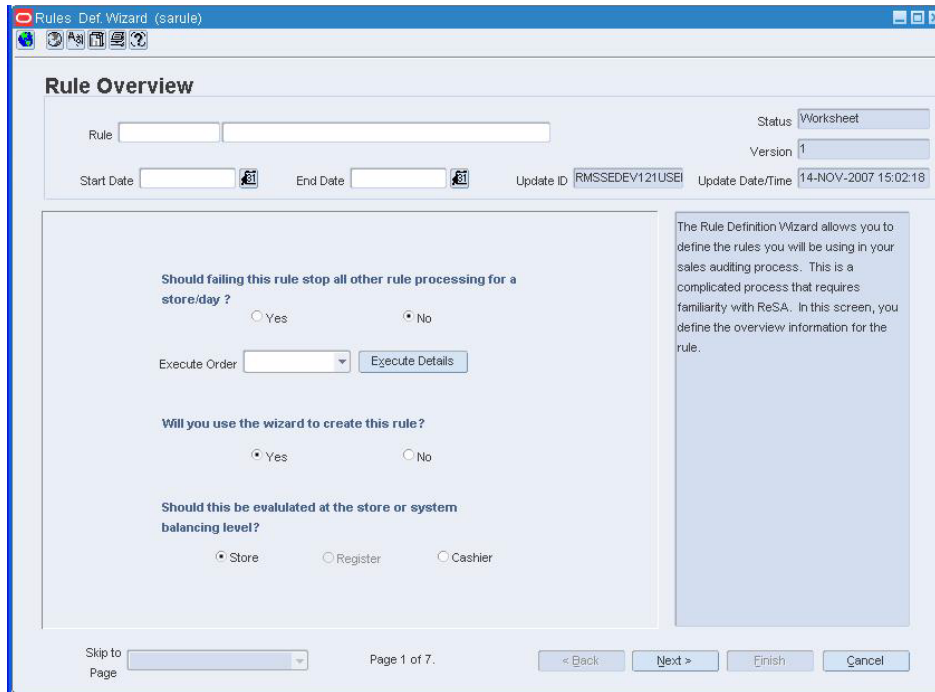 Rules Def. Wizard (sarule)
Rule Overview
Rule
Status Worksheet
Version 1
Start Date
End Date
Update ID RMSSEDEV121USEI
Update Date/Time 14-NOV-2007 15:02:18
Should failing this rule stop all other rule processing for a
store/day ?
Yes No
Execute Order Execute Details
Will you use the wizard to create this rule?
Yes No
Should this be evalulated at the store or system
balancing level?
Store Register Cashier
The Rule Definition Wizard allows you to
define the rules you will be using in your
sales auditing process. This is a
complicated process that requires
familiarity with ReSA. In this screen, you
define the overview information for the
rule.
Skip to
Page
Page 1 of 7.
< Back Next > Finish Cancel